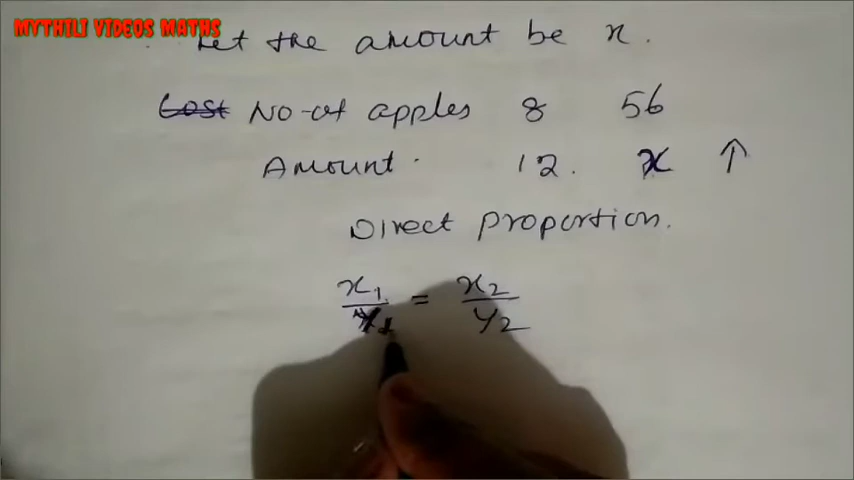 MYTHILI VIDEOS MATHS
Let the amount be x.
Cost No-of apples 8 56
Amount 12. x ↑
Direct proportion.
x₁/y₁ = x₂/y₂